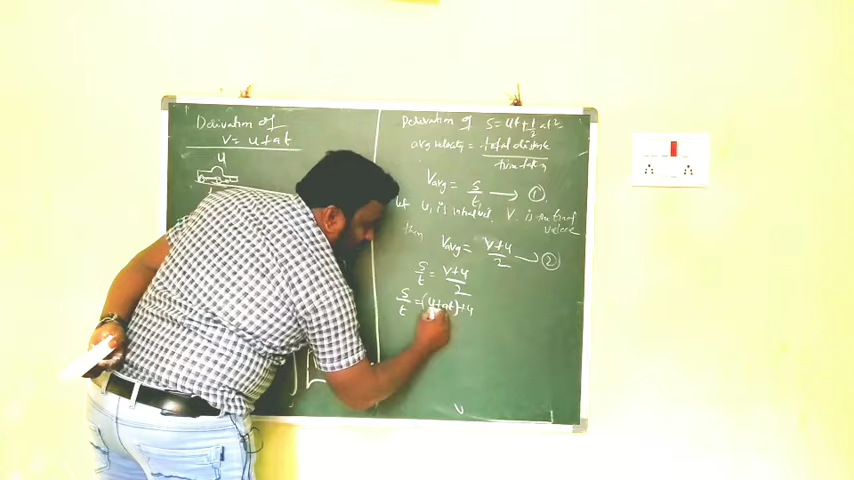 Derivation of
V = u + at
u
Derivation of S = ut + 1/2 at²
avg velocity = total distance / time taken
Vavg = S/t, → ①
let u, is initial, V is the final
velocity
then Vavg = V+u/2 → ②
S/t = V+u/2
S/t = (u+at)+u